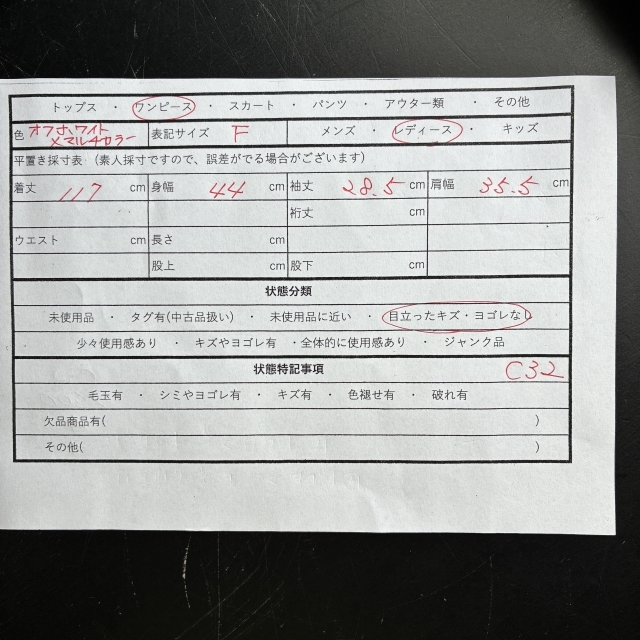 トップス ・ ワンピース ・ スカート ・ パンツ ・ アウター類 ・ その他
色 オフホワイト×マルチカラー 表記サイズ F メンズ ・ レディース ・ キッズ
平置き採寸表 (素人採寸ですので、誤差がでる場合がございます)
着丈 117 cm 身幅 44 cm 袖丈 28.5 cm 肩幅 35.5 cm
裄丈 cm
ウエスト cm 長さ cm
股上 cm 股下 cm
状態分類
未使用品 ・ タグ有(中古品扱い) ・ 未使用品に近い ・ 目立ったキズ・ヨゴレなし
少々使用感あり ・ キズやヨゴレ有 ・全体的に使用感あり ・ ジャンク品
状態特記事項 C32
毛玉有 ・ シミやヨゴレ有 ・ キズ有 ・ 色褪せ有 ・ 破れ有
欠品商品有( )
その他( )